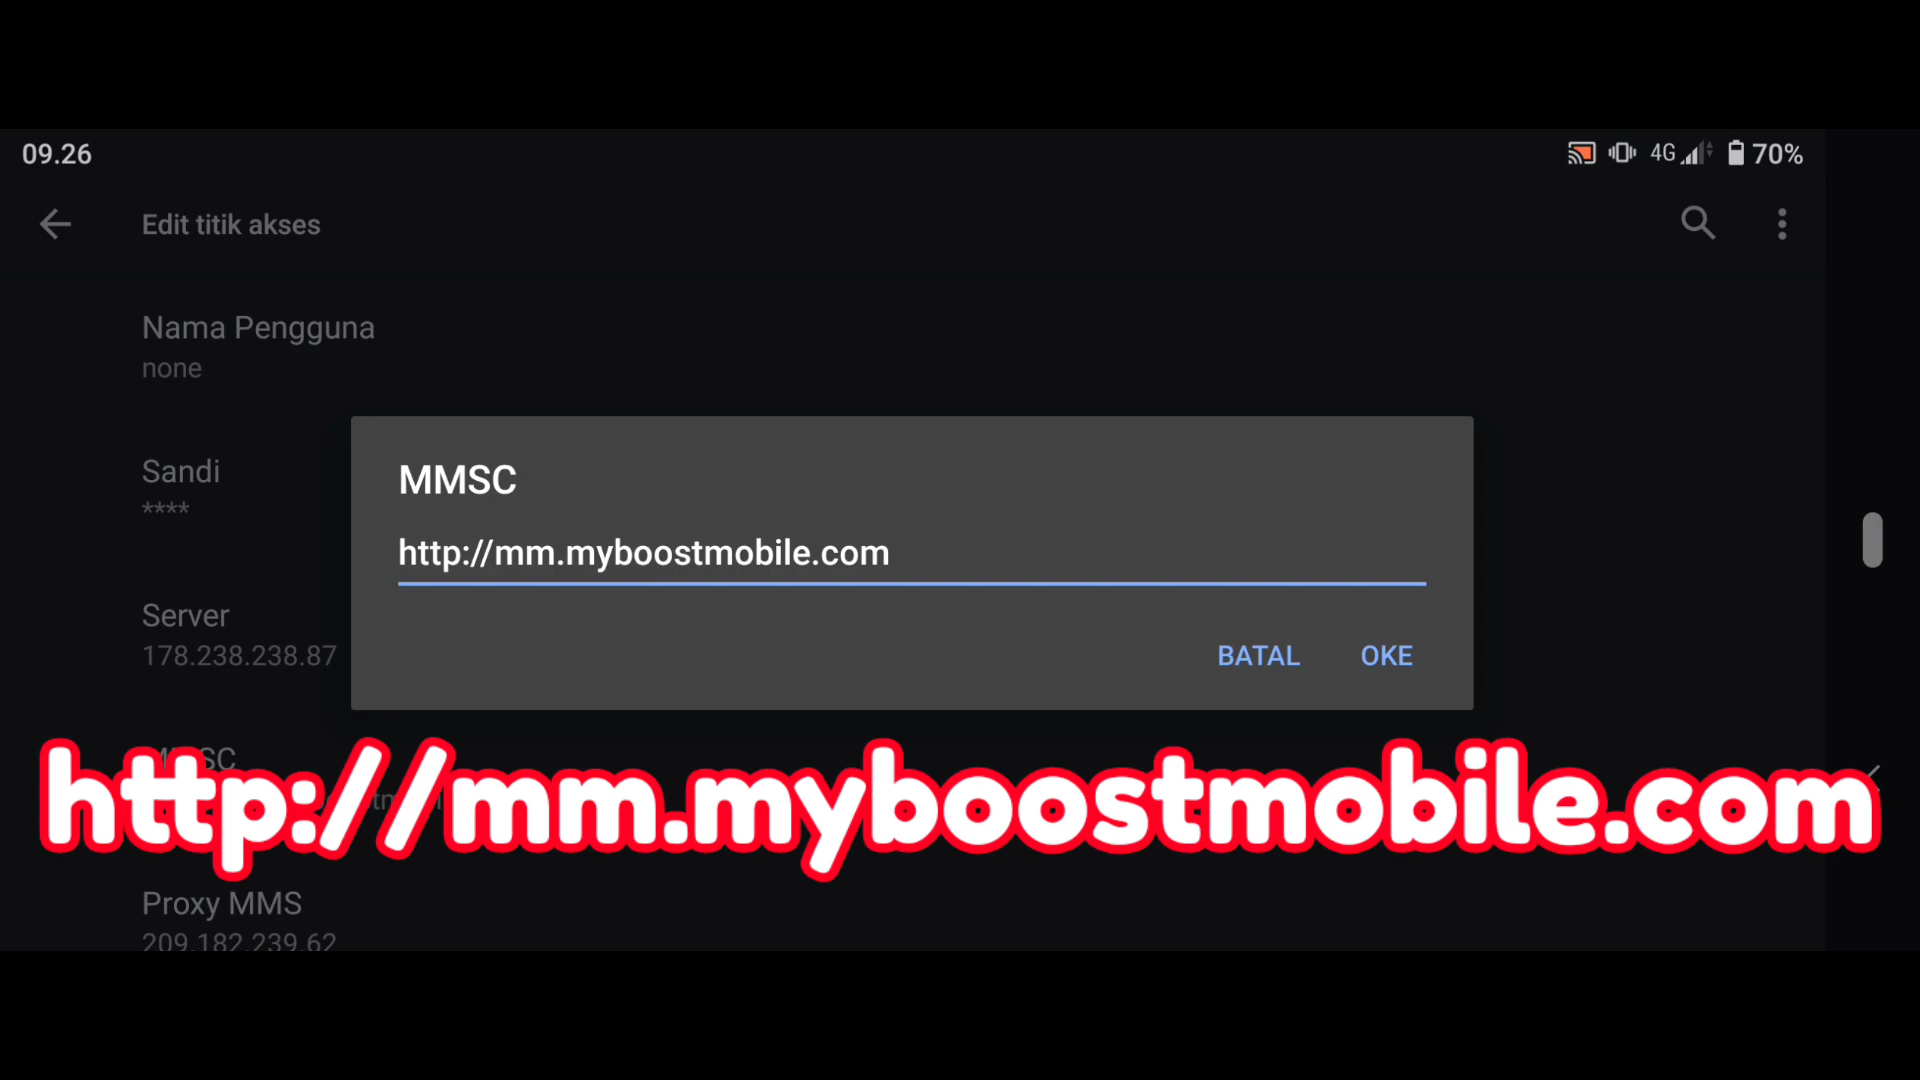 09.26
4G
70%
Edit titik akses
Nama Pengguna
none
Sandi
****
MMSC
http://mm.myboostmobile.com
Server
178.238.238.87
BATAL
OKE
http://mm.myboostmobile.com
Proxy MMS
209.182.239.62